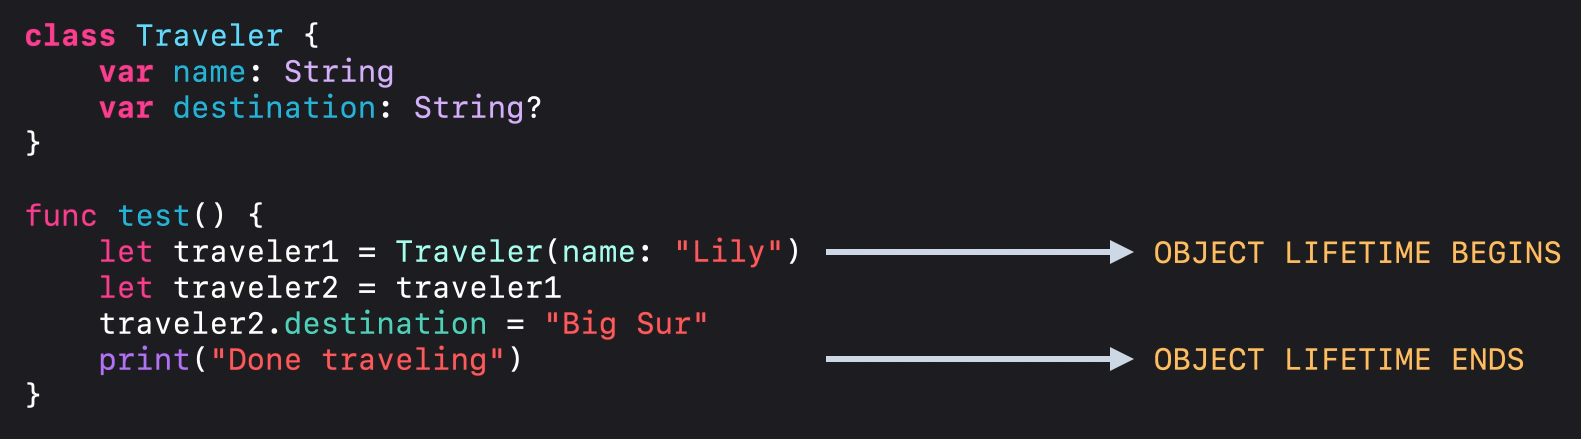 class Traveler {
    var name: String
    var destination: String?
}

func test() {
    let traveler1 = Traveler(name: "Lily") OBJECT LIFETIME BEGINS
    let traveler2 = traveler1
    traveler2.destination = "Big Sur"
    print("Done traveling") OBJECT LIFETIME ENDS
}